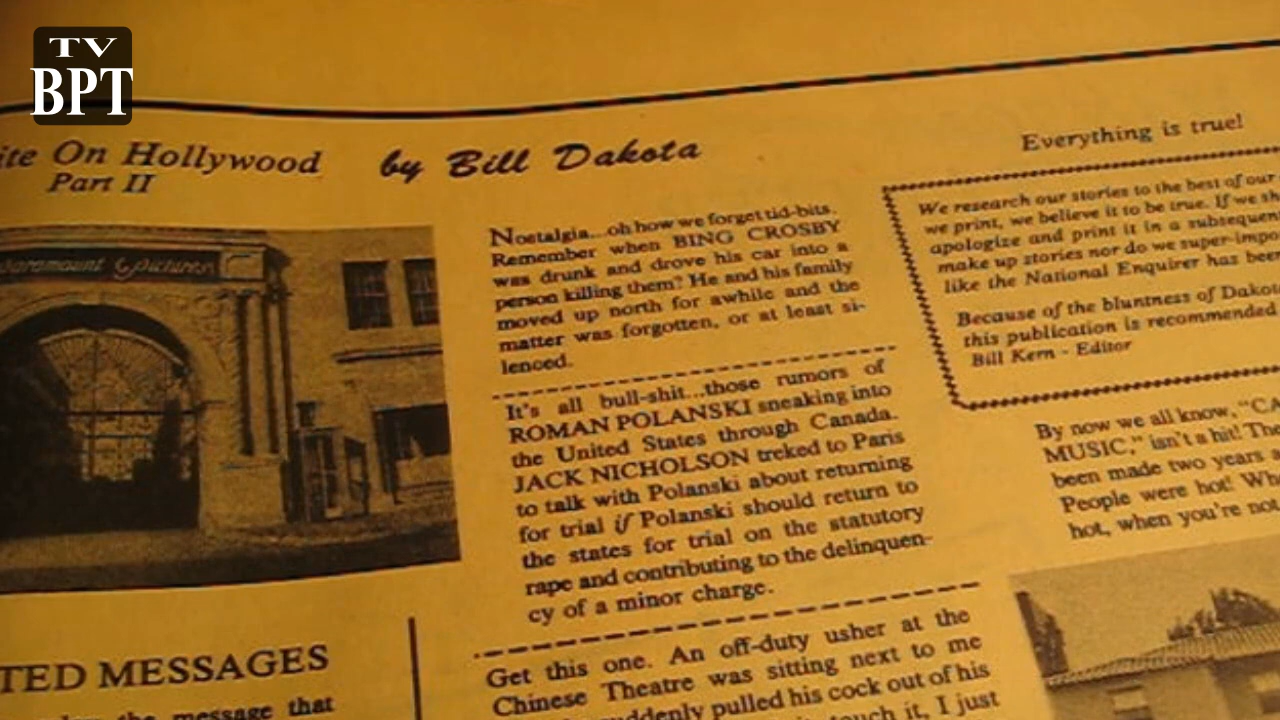 TV
BPT
ite On Hollywood
Part II
by Bill Dakota
Everything is true!
Paramount Pictures
Nostalgia...oh how we forget tid-bits.
Remember when BING CROSBY
was drunk and drove his car into a
person killing them? He and his family
moved up north for awhile and the
matter was forgotten, or at least si-
lenced.
It's all bull-shit...those rumors of
ROMAN POLANSKI sneaking into
the United States through Canada.
JACK NICHOLSON treked to Paris
to talk with Polanski about returning
for trial if Polanski should return to
the states for trial on the statutory
rape and contributing to the delinquen-
cy of a minor charge.
Get this one. An off-duty usher at the
Chinese Theatre was sitting next to me
suddenly pulled his cock out of his
touch it, I just
We research our stories to the best of our
we print, we believe it to be true. If we sh
apologize and print it in a subsequen
make up stories nor do we super-impo
like the National Enquirer has been
Because of the bluntness of Dakota
this publication is recommended
Bill Kern - Editor
By now we all know, "CA
MUSIC," isn't a hit! The
been made two years a
People were hot! Wh
hot, when you're not
TED MESSAGES
the message that